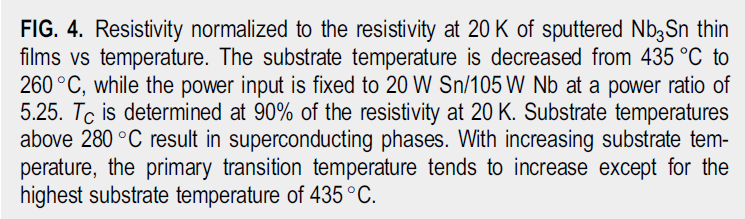 FIG. 4. Resistivity normalized to the resistivity at 20 K of sputtered Nb₃Sn thin
films vs temperature. The substrate temperature is decreased from 435 °C to
260 °C, while the power input is fixed to 20 W Sn/105 W Nb at a power ratio of
5.25. T_C is determined at 90% of the resistivity at 20 K. Substrate temperatures
above 280 °C result in superconducting phases. With increasing substrate tem-
perature, the primary transition temperature tends to increase except for the
highest substrate temperature of 435 °C.